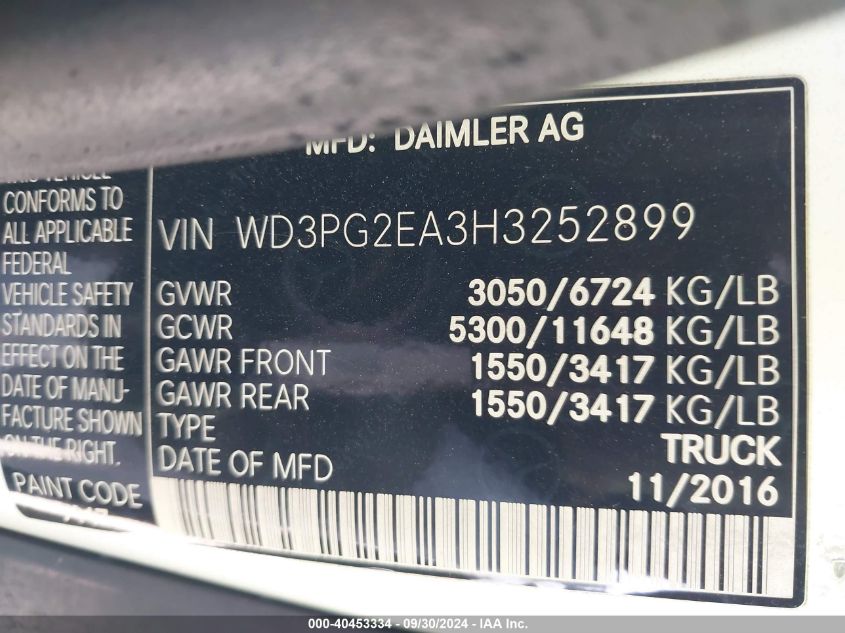 MFD: DAIMLER AG
CONFORMS TO
ALL APPLICABLE
FEDERAL
VEHICLE SAFETY
STANDARDS IN
EFFECT ON THE
DATE OF MANU-
FACTURE SHOWN
ON THE RIGHT.
PAINT CODE
VIN WD3PG2EA3H3252899
GVWR 3050/6724 KG/LB
GCWR 5300/11648 KG/LB
GAWR FRONT 1550/3417 KG/LB
GAWR REAR 1550/3417 KG/LB
TYPE TRUCK
DATE OF MFD 11/2016
000-40453334 - 09/30/2024 - IAA Inc.